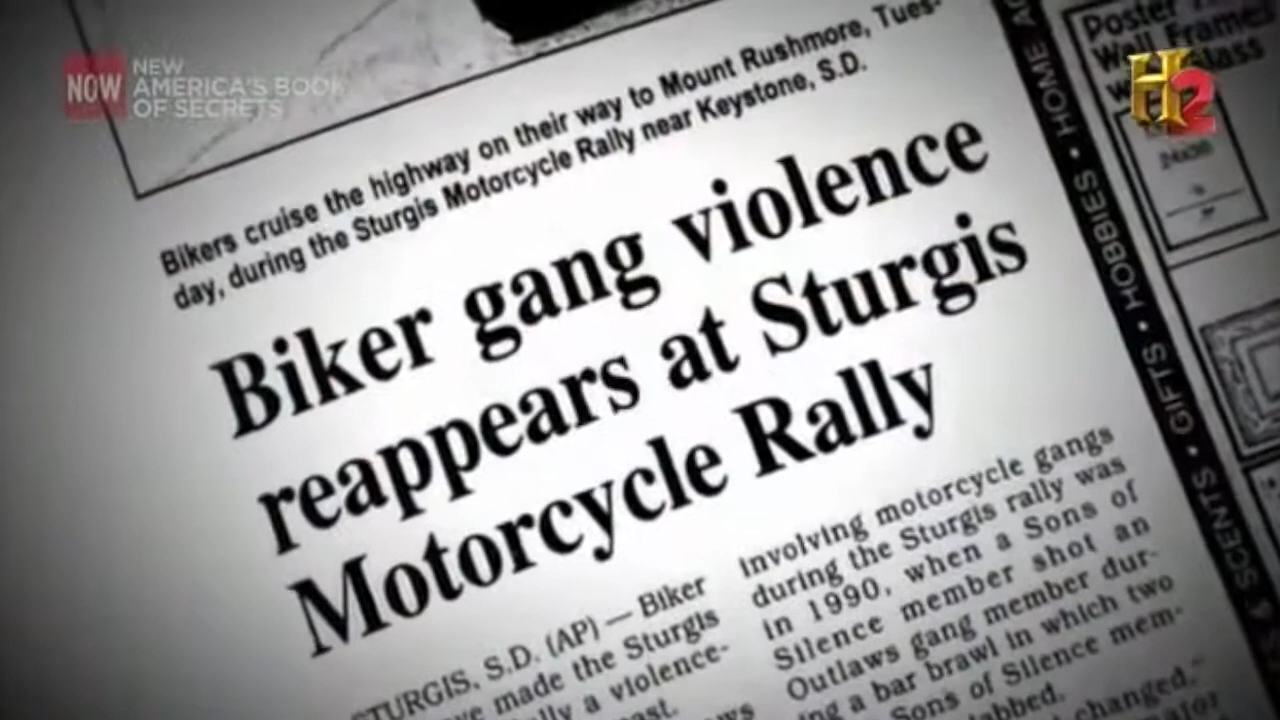 NOW
NEW
AMERICA'S BOOK
OF SECRETS
H2
Bikers cruise the highway on their way to Mount Rushmore, Tues-
day, during the Sturgis Motorcycle Rally near Keystone, S.D.
Biker gang violence
reappears at Sturgis
Motorcycle Rally
STURGIS, S.D. (AP) — Biker
made the Sturgis
a violence-
involving motorcycle gangs
during the Sturgis rally was
in 1990, when a Sons of
Silence member shot an
Outlaws gang member dur-
ing a bar brawl in which two
Sons of Silence mem-
changed,"
Poster
Wall Frames
HOME
• HOBBIES • GIFTS • SCENTS •